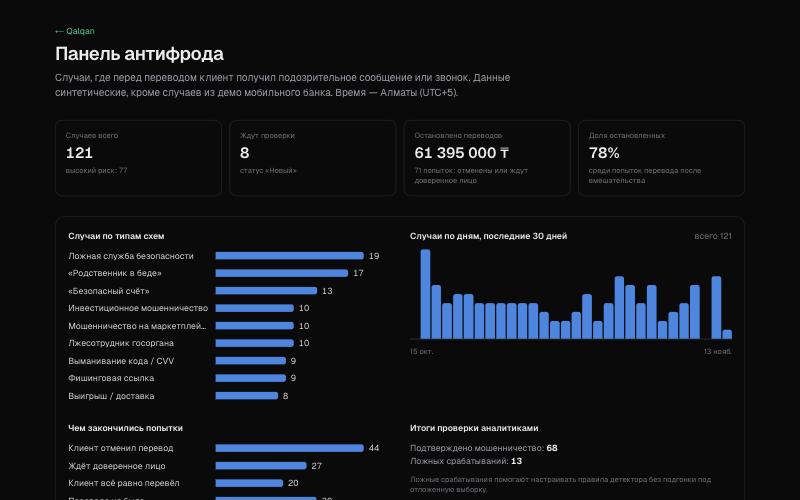 ← Qalqan
Панель антифрода
Случаи, где перед переводом клиент получил подозрительное сообщение или звонок. Данные
синтетические, кроме случаев из демо мобильного банка. Время — Алматы (UTC+5).
Случаев всего
121
высокий риск: 77
Ждут проверки
8
статус «Новый»
Остановлено переводов
61 395 000 ₸
71 попыток: отменены или ждут
доверенное лицо
Доля остановленных
78%
среди попыток перевода после
вмешательства
Случаи по типам схем
Ложная служба безопасности 19
«Родственник в беде» 17
«Безопасный счёт» 13
Инвестиционное мошенничество 10
Мошенничество на маркетплей… 10
Лжесотрудник госоргана 10
Выманивание кода / CVV 9
Фишинговая ссылка 9
Выигрыш / доставка 8
Случаи по дням, последние 30 дней всего 121
15 окт. 13 нояб.
Чем закончились попытки
Клиент отменил перевод 44
Ждёт доверенное лицо 27
Клиент всё равно перевёл 20
Итоги проверки аналитиками
Подтверждено мошенничество: 68
Ложных срабатываний: 13
Ложные срабатывания помогают настраивать правила детектора без подгонки под
отложенную выборку.